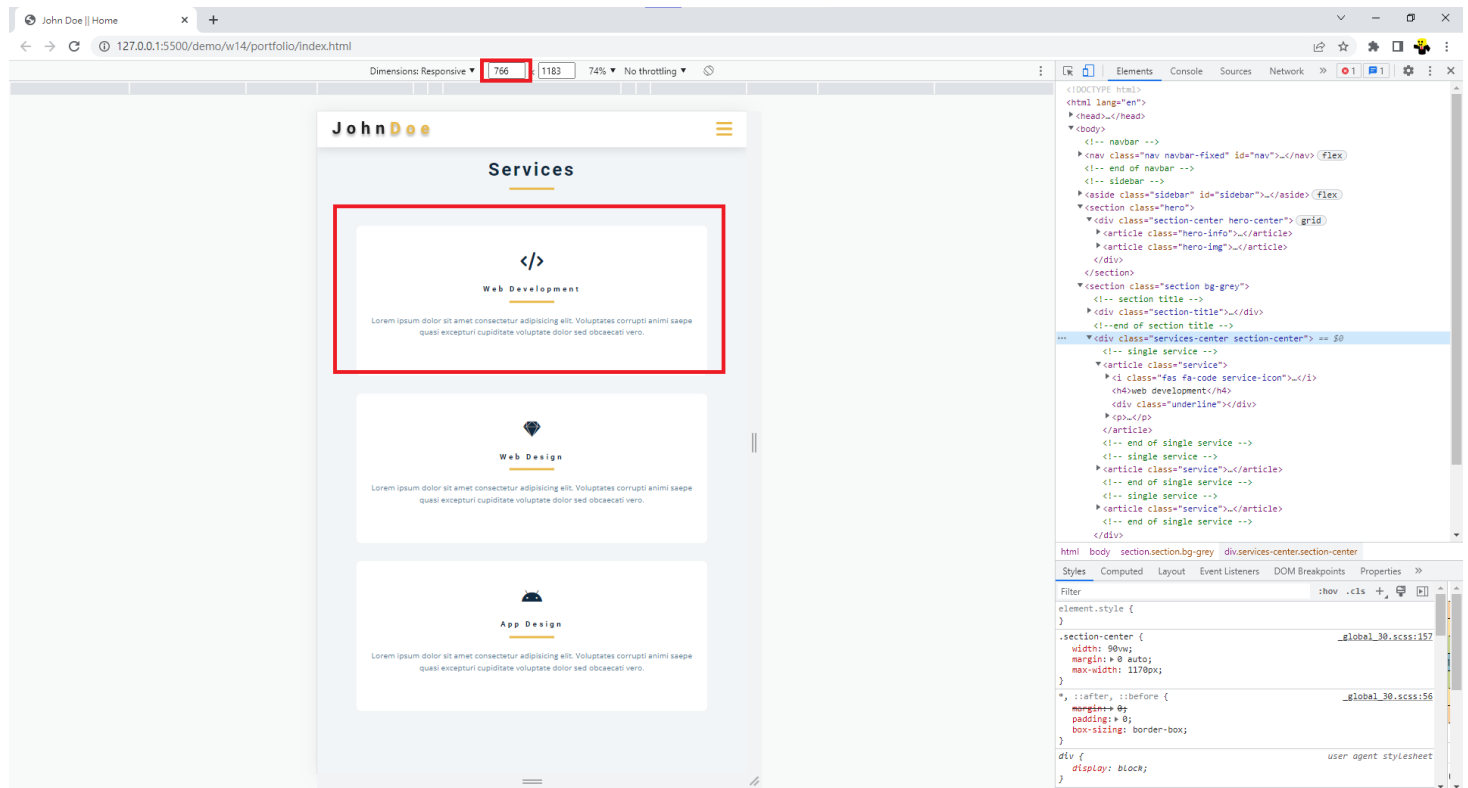 John Doe || Home
127.0.0.1:5500/demo/w14/portfolio/index.html
Dimensions: Responsive ▼ 766 1183 74% ▼ No throttling ▼
Elements Console Sources Network » 1 1
JohnDoe
Services
</>
Web Development
Lorem ipsum dolor sit amet consectetur adipisicing elit. Voluptates corrupti animi saepe
quasi excepturi cupiditate voluptate dolor sed obcaecati vero.
Web Design
Lorem ipsum dolor sit amet consectetur adipisicing elit. Voluptates corrupti animi saepe
quasi excepturi cupiditate voluptate dolor sed obcaecati vero.
App Design
Lorem ipsum dolor sit amet consectetur adipisicing elit. Voluptates corrupti animi saepe
quasi excepturi cupiditate voluptate dolor sed obcaecati vero.
<!DOCTYPE html>
<html lang="en">
▶<head>…</head>
▼<body>
<!-- navbar -->
▶<nav class="nav navbar-fixed" id="nav">…</nav> flex
<!-- end of navbar -->
<!-- sidebar -->
▶<aside class="sidebar" id="sidebar">…</aside> flex
▼<section class="hero">
▼<div class="section-center hero-center"> grid
▶<article class="hero-info">…</article>
▶<article class="hero-img">…</article>
</div>
</section>
▼<section class="section bg-grey">
<!-- section title -->
▶<div class="section-title">…</div>
<!--end of section title -->
… ▼<div class="services-center section-center"> == $0
<!-- single service -->
▼<article class="service">
▶<i class="fas fa-code service-icon">…</i>
<h4>web development</h4>
<div class="underline"></div>
▶<p>…</p>
</article>
<!-- end of single service -->
<!-- single service -->
▶<article class="service">…</article>
<!-- end of single service -->
<!-- single service -->
▶<article class="service">…</article>
<!-- end of single service -->
</div>
html body section.section.bg-grey div.services-center.section-center
Styles Computed Layout Event Listeners DOM Breakpoints Properties »
Filter :hov .cls +
element.style {
}
.section-center { _global_30.scss:157
width: 90vw;
margin: ▶ 0 auto;
max-width: 1170px;
}
*, ::after, ::before { _global_30.scss:56
margin: ▶ 0;
padding: ▶ 0;
box-sizing: border-box;
}
div { user agent stylesheet
display: block;
}